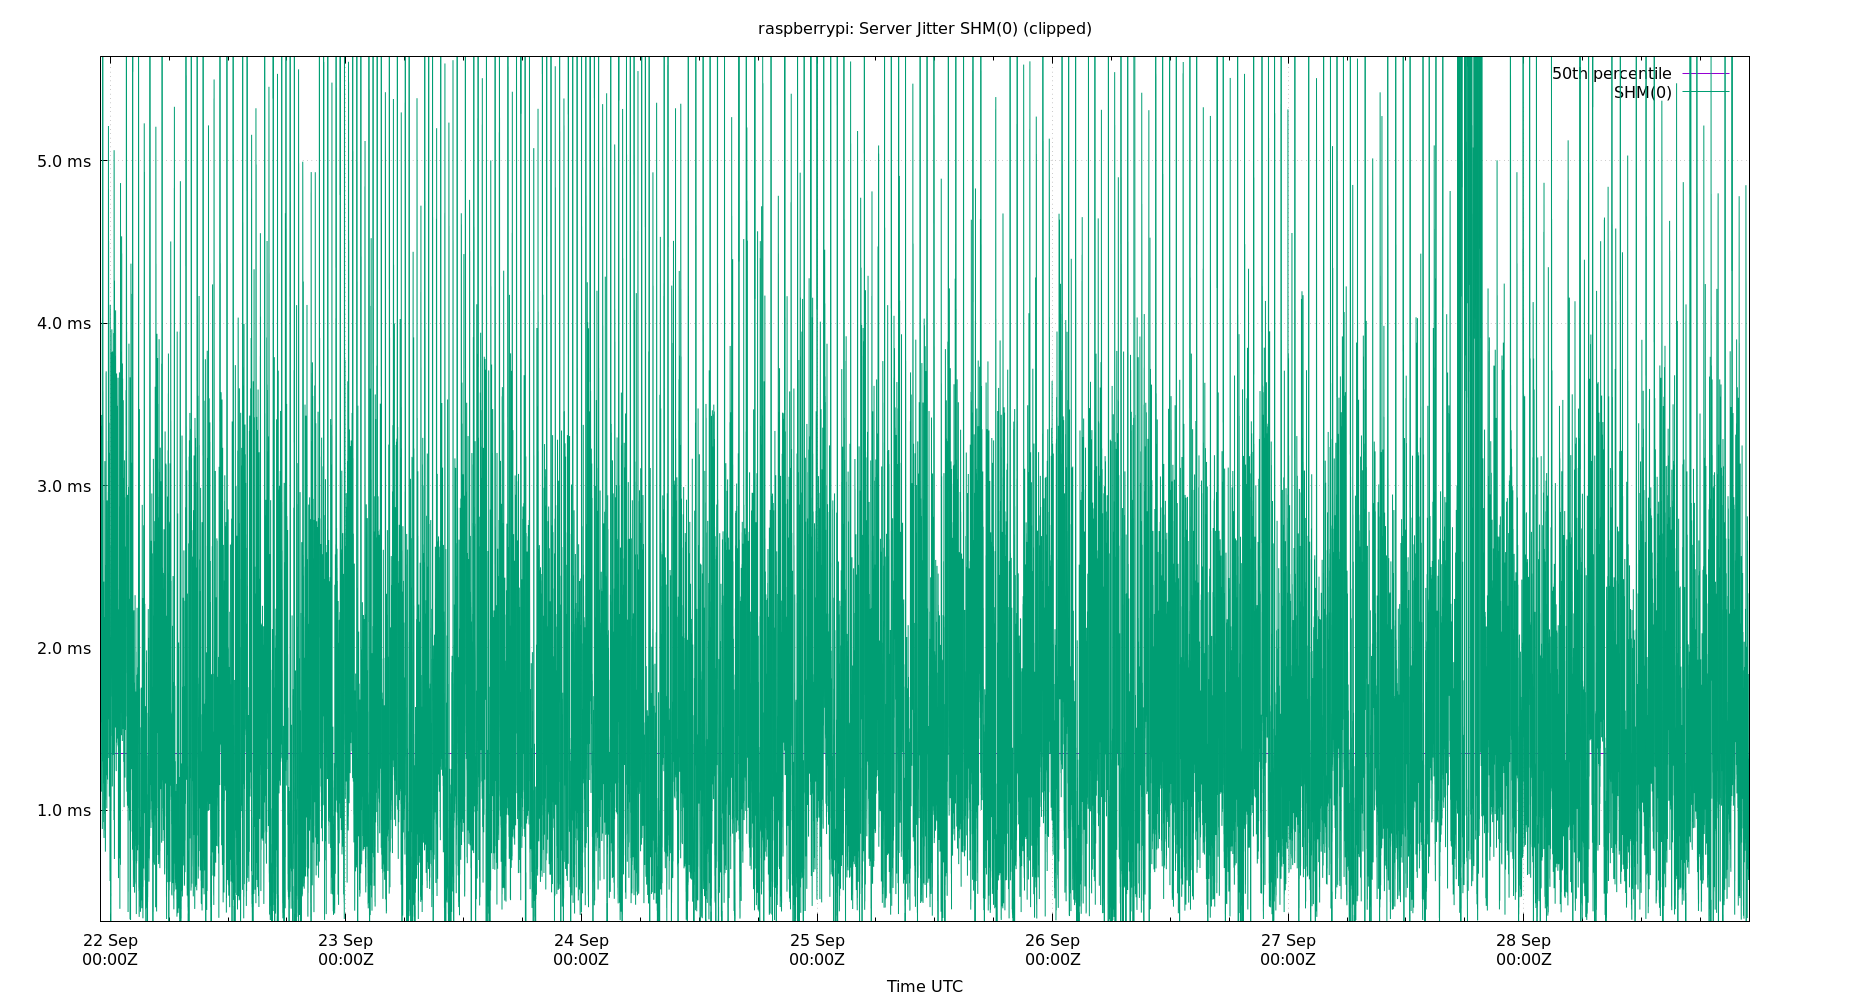 raspberrypi: Server Jitter SHM(0) (clipped)
50th percentile
SHM(0)
5.0 ms
4.0 ms
3.0 ms
2.0 ms
1.0 ms
22 Sep 23 Sep 24 Sep 25 Sep 26 Sep 27 Sep 28 Sep
00:00Z 00:00Z 00:00Z 00:00Z 00:00Z 00:00Z 00:00Z
Time UTC